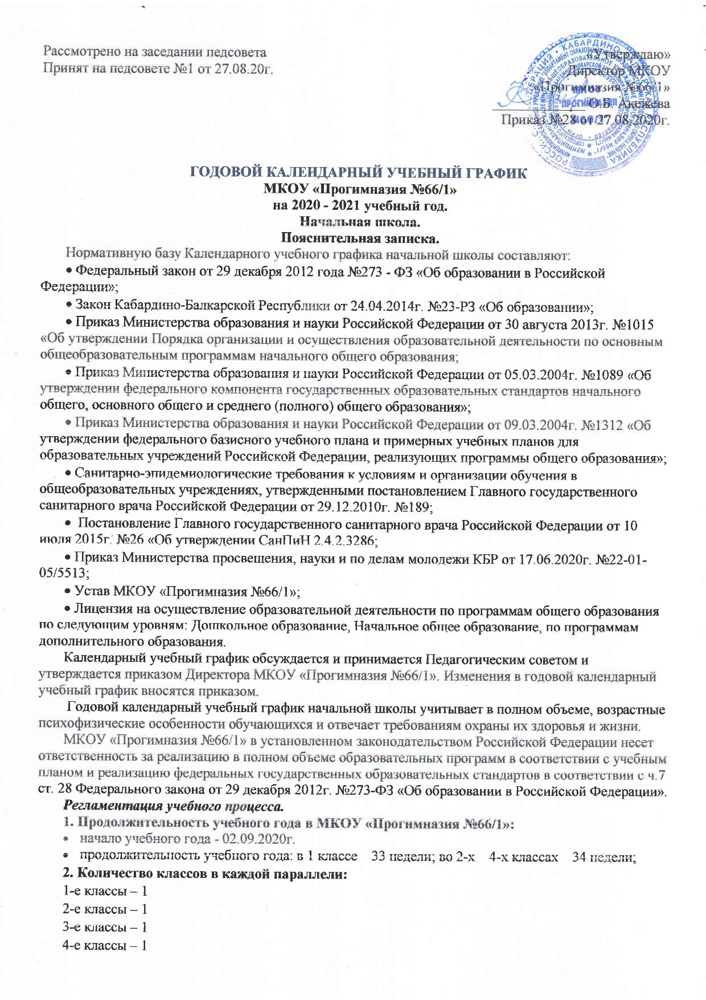 Рассмотрено на заседании педсовета
Принят на педсовете №1 от 27.08.20г.
«Утверждаю»
Директор МКОУ
«Прогимназия №66/1»
____________ О.Б. Акежева
Приказ №28 от 27.08.2020г.
ГОДОВОЙ КАЛЕНДАРНЫЙ УЧЕБНЫЙ ГРАФИК
МКОУ «Прогимназия №66/1»
на 2020 - 2021 учебный год.
Начальная школа.
Пояснительная записка.
Нормативную базу Календарного учебного графика начальной школы составляют:
• Федеральный закон от 29 декабря 2012 года №273 - ФЗ «Об образовании в Российской
Федерации»;
• Закон Кабардино-Балкарской Республики от 24.04.2014г. №23-РЗ «Об образовании»;
• Приказ Министерства образования и науки Российской Федерации от 30 августа 2013г. №1015
«Об утверждении Порядка организации и осуществления образовательной деятельности по основным
общеобразовательным программам начального общего образования;
• Приказ Министерства образования и науки Российской Федерации от 05.03.2004г. №1089 «Об
утверждении федерального компонента государственных образовательных стандартов начального
общего, основного общего и среднего (полного) общего образования»;
• Приказ Министерства образования и науки Российской Федерации от 09.03.2004г. №1312 «Об
утверждении федерального базисного учебного плана и примерных учебных планов для
образовательных учреждений Российской Федерации, реализующих программы общего образования»;
• Санитарно-эпидемиологические требования к условиям и организации обучения в
общеобразовательных учреждениях, утвержденными постановлением Главного государственного
санитарного врача Российской Федерации от 29.12.2010г. №189;
• Постановление Главного государственного санитарного врача Российской Федерации от 10
июля 2015г. №26 «Об утверждении СанПиН 2.4.2.3286;
• Приказ Министерства просвещения, науки и по делам молодежи КБР от 17.06.2020г. №22-01-
05/5513;
• Устав МКОУ «Прогимназия №66/1»;
• Лицензия на осуществление образовательной деятельности по программам общего образования
по следующим уровням: Дошкольное образование, Начальное общее образование, по программам
дополнительного образования.
Календарный учебный график обсуждается и принимается Педагогическим советом и
утверждается приказом Директора МКОУ «Прогимназия №66/1». Изменения в годовой календарный
учебный график вносятся приказом.
Годовой календарный учебный график начальной школы учитывает в полном объеме, возрастные
психофизические особенности обучающихся и отвечает требованиям охраны их здоровья и жизни.
МКОУ «Прогимназия №66/1» в установленном законодательством Российской Федерации несет
ответственность за реализацию в полном объеме образовательных программ в соответствии с учебным
планом и реализацию федеральных государственных образовательных стандартов в соответствии с ч.7
ст. 28 Федерального закона от 29 декабря 2012г. №273-ФЗ «Об образовании в Российской Федерации».
Регламентация учебного процесса.
1. Продолжительность учебного года в МКОУ «Прогимназия №66/1»:
• начало учебного года - 02.09.2020г.
• продолжительность учебного года: в 1 классе 33 недели; во 2-х 4-х классах 34 недели;
2. Количество классов в каждой параллели:
1-е классы – 1
2-е классы – 1
3-е классы – 1
4-е классы – 1